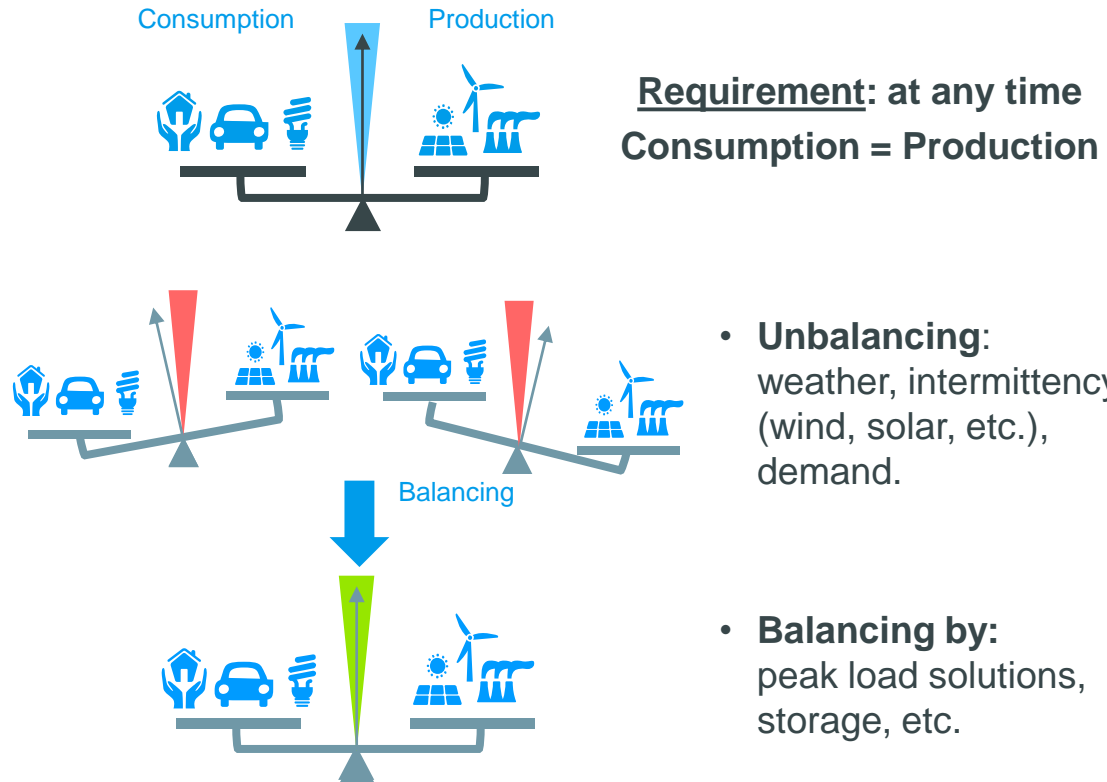 Consumption
Production
Requirement: at any time
Consumption = Production
• Unbalancing:
weather, intermittency
(wind, solar, etc.),
demand.
Balancing
• Balancing by:
peak load solutions,
storage, etc.